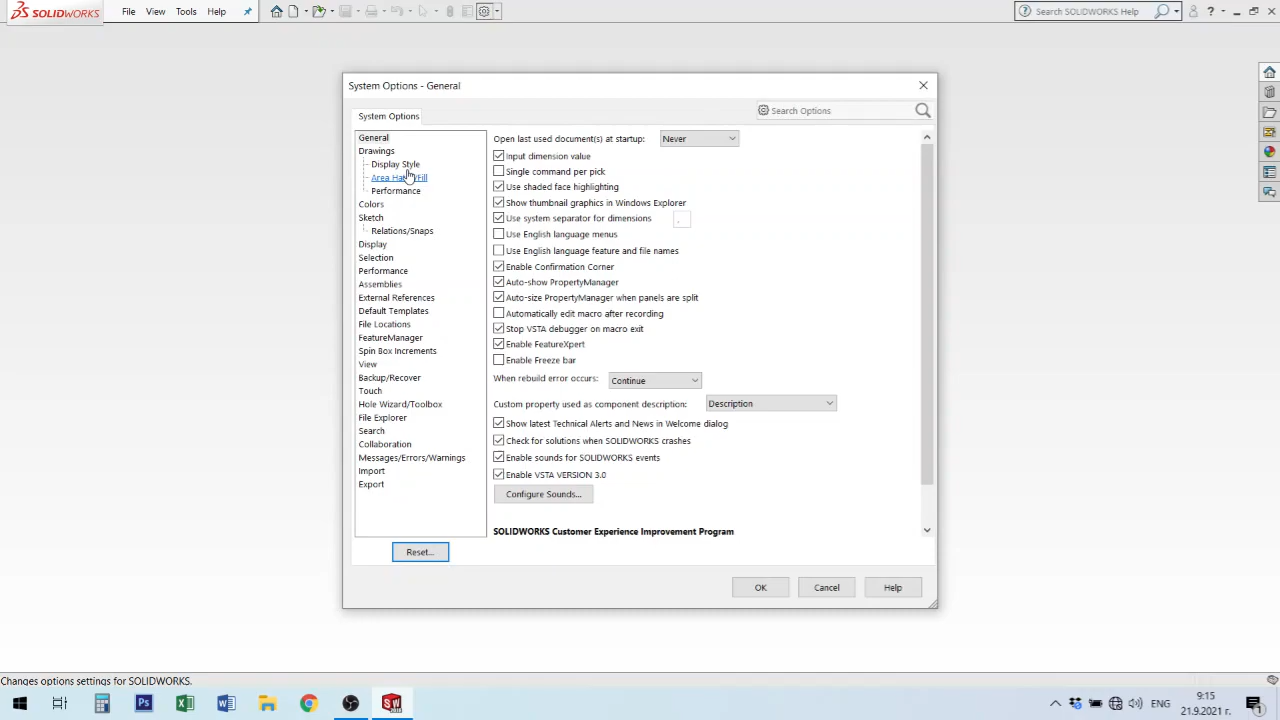 SOLIDWORKS File View Tools Help Search SOLIDWORKS Help
System Options - General
System Options
Search Options
General
Drawings
Display Style
Performance
Colors
Sketch
Relations/Snaps
Display
Selection
Performance
Assemblies
External References
Default Templates
File Locations
FeatureManager
Spin Box Increments
View
Backup/Recover
Touch
Hole Wizard/Toolbox
File Explorer
Search
Collaboration
Messages/Errors/Warnings
Import
Export
Reset...
Open last used document(s) at startup: Never
Input dimension value
Single command per pick
Use shaded face highlighting
Show thumbnail graphics in Windows Explorer
Use system separator for dimensions .
Use English language menus
Use English language feature and file names
Enable Confirmation Corner
Auto-show PropertyManager
Auto-size PropertyManager when panels are split
Automatically edit macro after recording
Stop VSTA debugger on macro exit
Enable FeatureXpert
Enable Freeze bar
When rebuild error occurs: Continue
Custom property used as component description: Description
Show latest Technical Alerts and News in Welcome dialog
Check for solutions when SOLIDWORKS crashes
Enable sounds for SOLIDWORKS events
Enable VSTA VERSION 3.0
Configure Sounds...
SOLIDWORKS Customer Experience Improvement Program
OK Cancel Help
Changes options settings for SOLIDWORKS.
ЕНГ
9:15
21.9.2021 г.